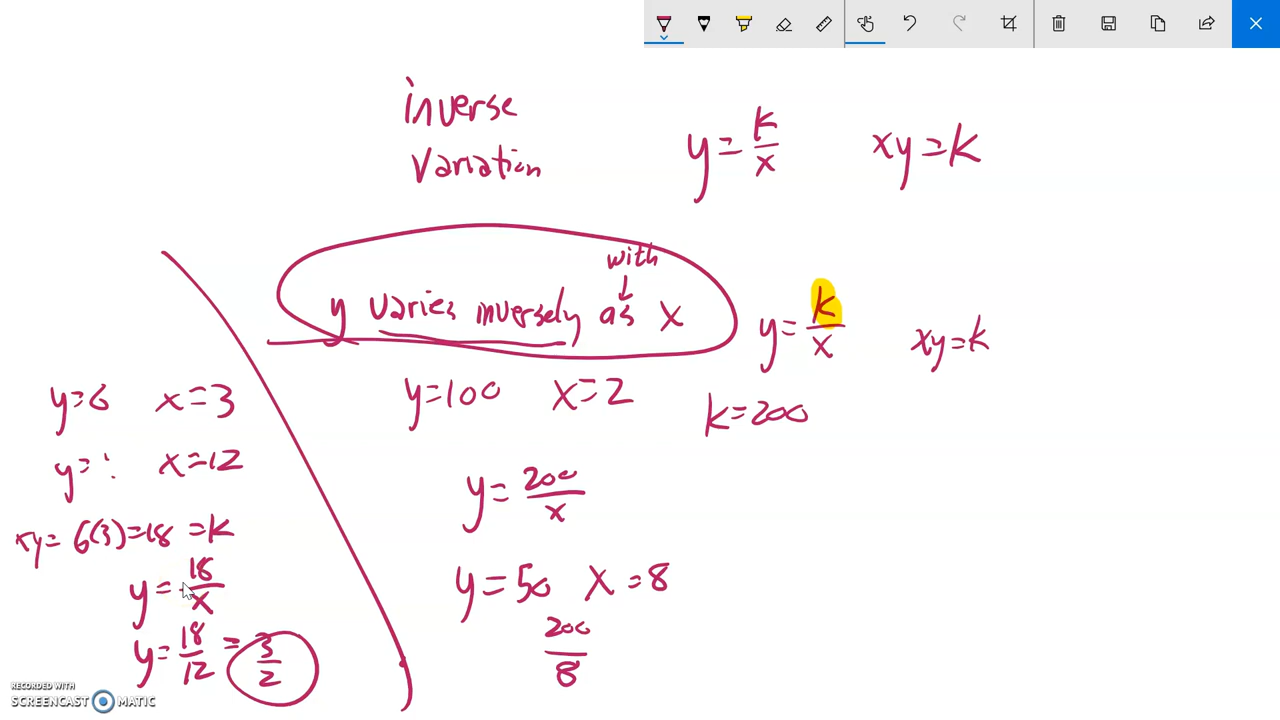 inverse
variation
y = k/x    xy = k
with
y varies inversely as x
y = k/x    xy = k
y = 100    x = 2
k = 200
y = 200/x
y = 50    x = 8
200/8
y = 6    x = 3
y = :    x = 12
xy = 6(3) = 18 = k
y = 18/x
y = 18/12 = 3/2
RECORDED WITH
SCREENCAST MATIC